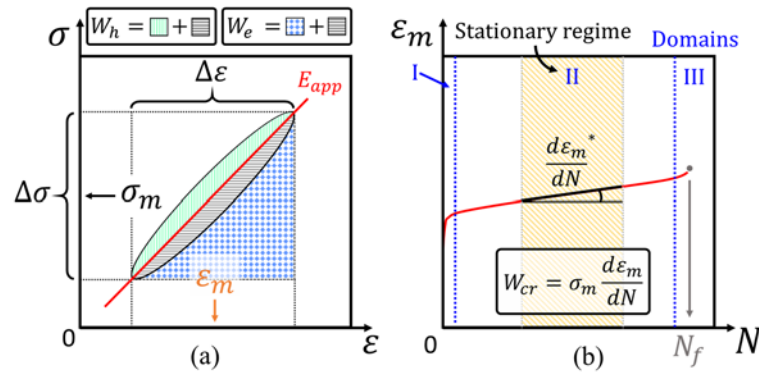 σ
W_h = + W_e = +
Δε
E_app
Δσ
σ_m
ε_m
0
ε
(a)
ε_m
Stationary regime
Domains
I
II
III
dε_m*
dN
W_cr = σ_m dε_m/dN
0
N_f
N
(b)